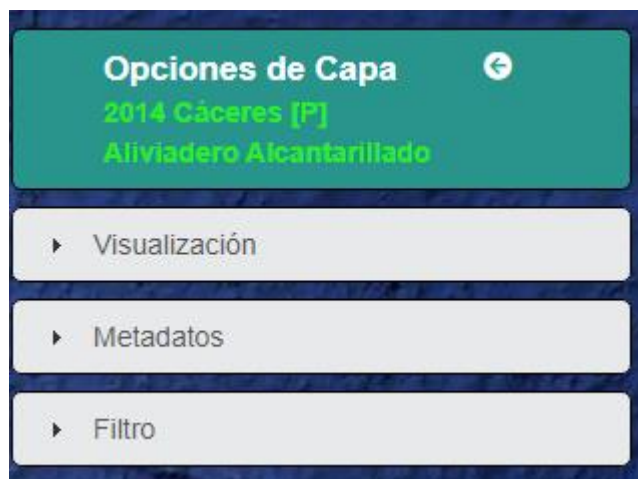 Opciones de Capa
2014 Cáceres [P]
Aliviadero Alcantarillado
Visualización
Metadatos
Filtro